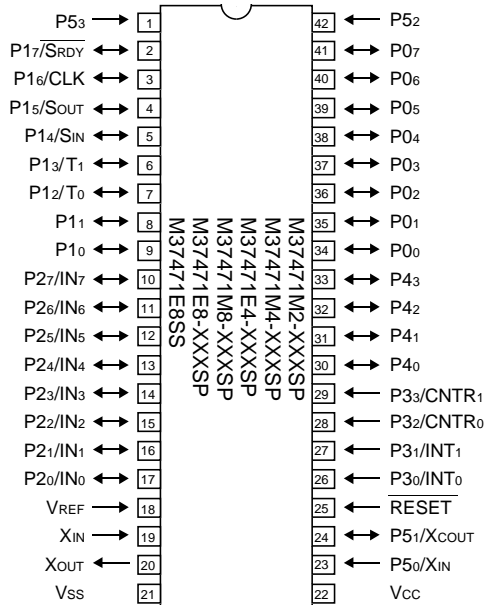 P53 1
P17/SRDY 2
P16/CLK 3
P15/SOUT 4
P14/SIN 5
P13/T1 6
P12/T0 7
P11 8
P10 9
P27/IN7 10
P26/IN6 11
P25/IN5 12
P24/IN4 13
P23/IN3 14
P22/IN2 15
P21/IN1 16
P20/IN0 17
VREF 18
XIN 19
XOUT 20
VSS 21
M37471M2-XXXSP
M37471M4-XXXSP
M37471E4-XXXSP
M37471M8-XXXSP
M37471E8-XXXSP
M37471E8SS
42 P52
41 P07
40 P06
39 P05
38 P04
37 P03
36 P02
35 P01
34 P00
33 P43
32 P42
31 P41
30 P40
29 P33/CNTR1
28 P32/CNTR0
27 P31/INT1
26 P30/INT0
25 RESET
24 P51/XCOUT
23 P50/XIN
22 VCC